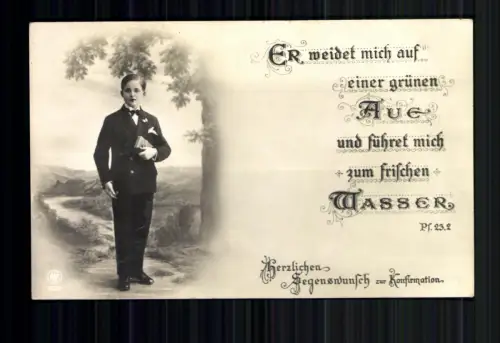 Er weidet mich auf
einer grünen
Aue
und führet mich
zum frischen
Wasser
Ps. 23.2
Herzlichen
Segenswunsch zur Konfirmation.